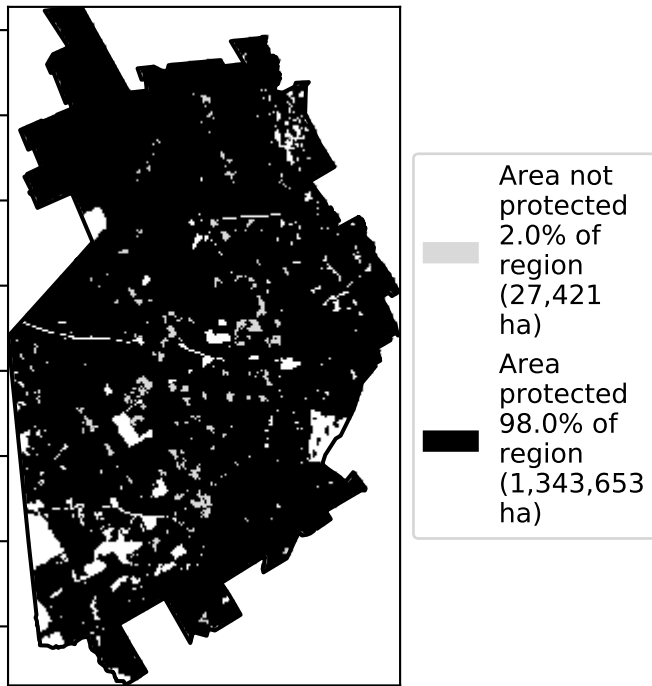 Area not
protected
2.0% of
region
(27,421
ha)
Area
protected
98.0% of
region
(1,343,653
ha)